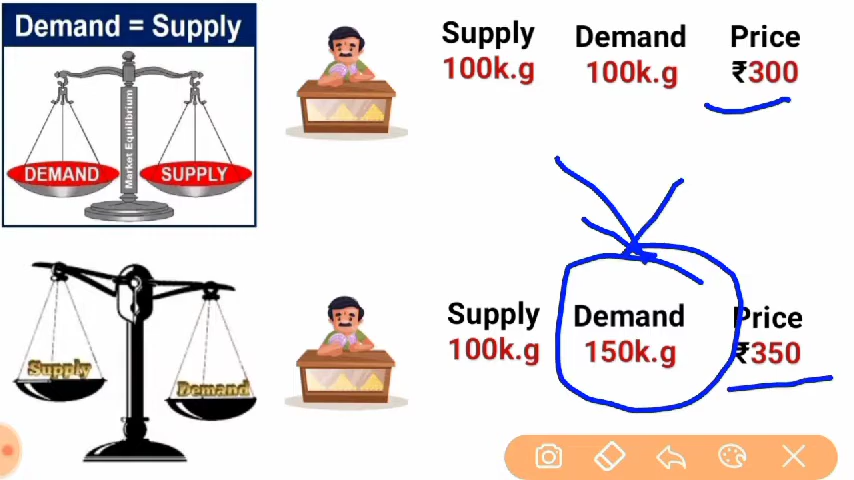 Demand = Supply
Market Equilibrium
DEMAND
SUPPLY
Supply Demand Price
100k.g 100k.g ₹300
Supply
Demand
Supply Demand Price
100k.g 150k.g ₹350